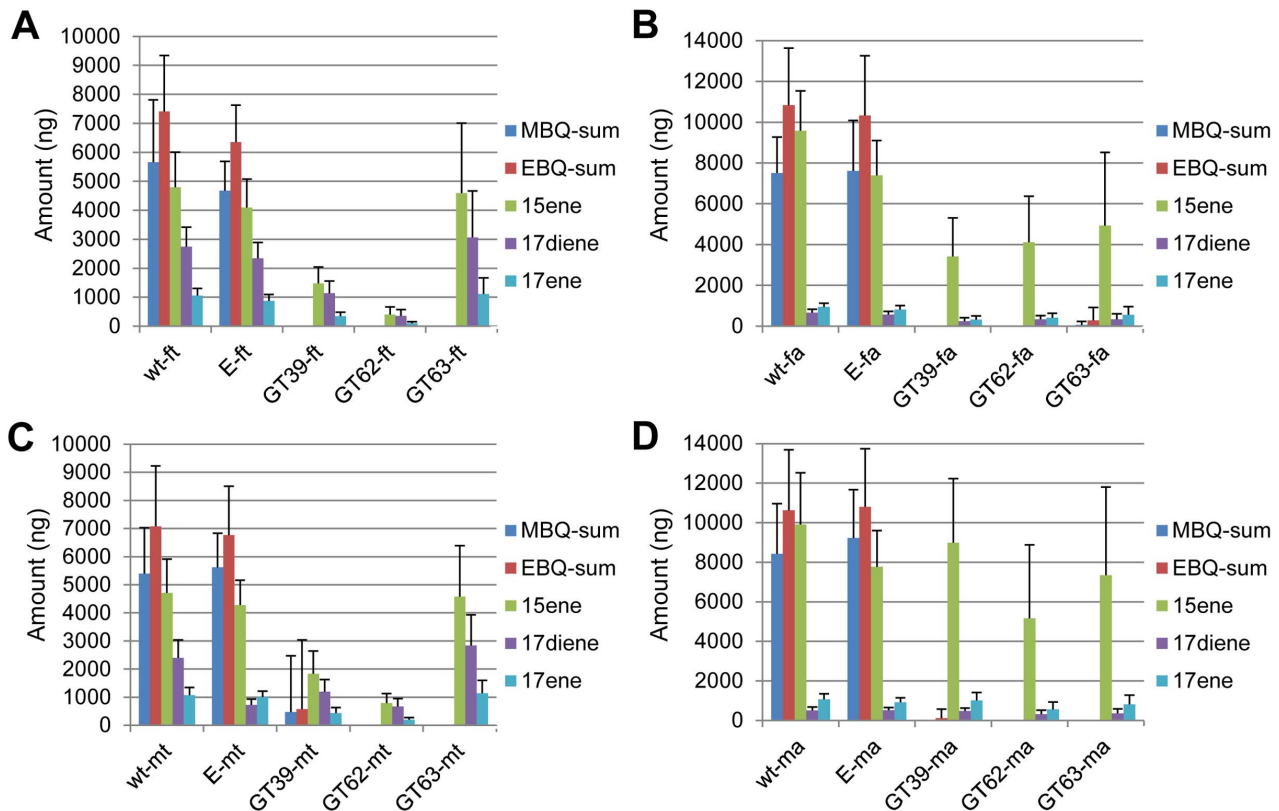 A
10000
9000
8000
7000
6000
5000
4000
3000
2000
1000
0
Amount (ng)
wt-ft
E-ft
GT39-ft
GT62-ft
GT63-ft
MBQ-sum
EBQ-sum
15ene
17diene
17ene
B
14000
12000
10000
8000
6000
4000
2000
0
Amount (ng)
wt-fa
E-fa
GT39-fa
GT62-fa
GT63-fa
MBQ-sum
EBQ-sum
15ene
17diene
17ene
C
10000
9000
8000
7000
6000
5000
4000
3000
2000
1000
0
Amount (ng)
wt-mt
E-mt
GT39-mt
GT62-mt
GT63-mt
MBQ-sum
EBQ-sum
15ene
17diene
17ene
D
14000
12000
10000
8000
6000
4000
2000
0
Amount (ng)
wt-ma
E-ma
GT39-ma
GT62-ma
GT63-ma
MBQ-sum
EBQ-sum
15ene
17diene
17ene